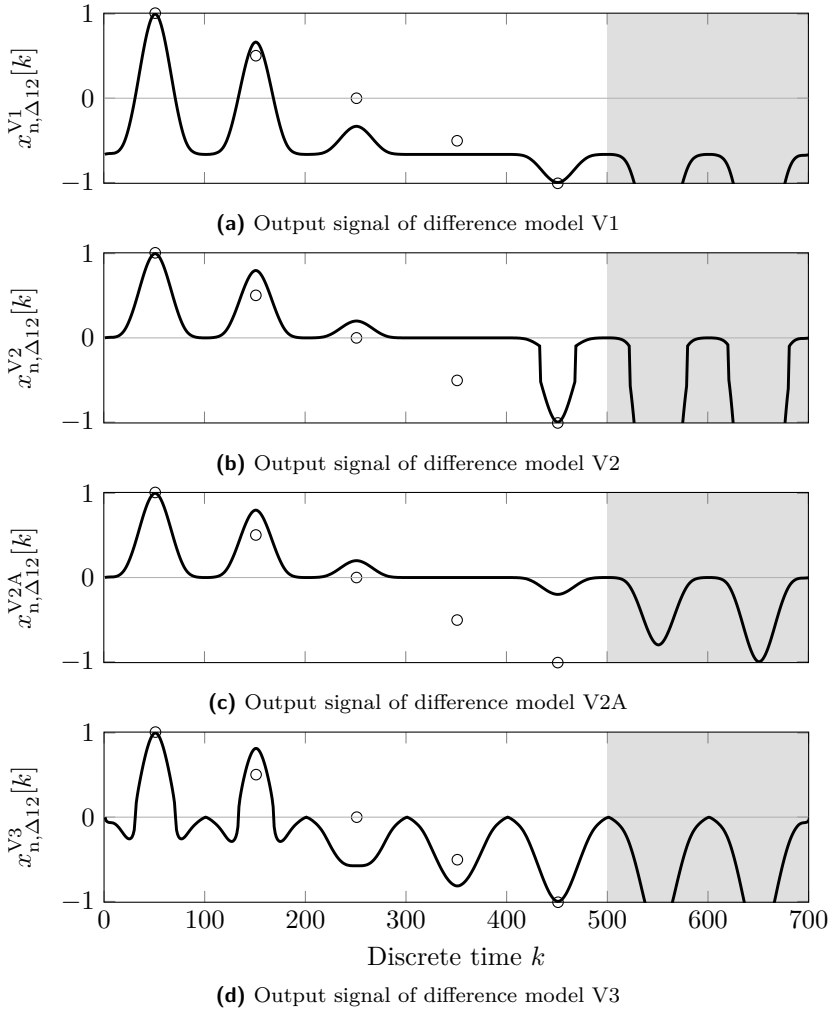 1
0
−1
x^{V1}_{n,Δ12}[k]
(a) Output signal of difference model V1
1
0
−1
x^{V2}_{n,Δ12}[k]
(b) Output signal of difference model V2
1
0
−1
x^{V2A}_{n,Δ12}[k]
(c) Output signal of difference model V2A
1
0
−1
x^{V3}_{n,Δ12}[k]
0 100 200 300 400 500 600 700
Discrete time k
(d) Output signal of difference model V3